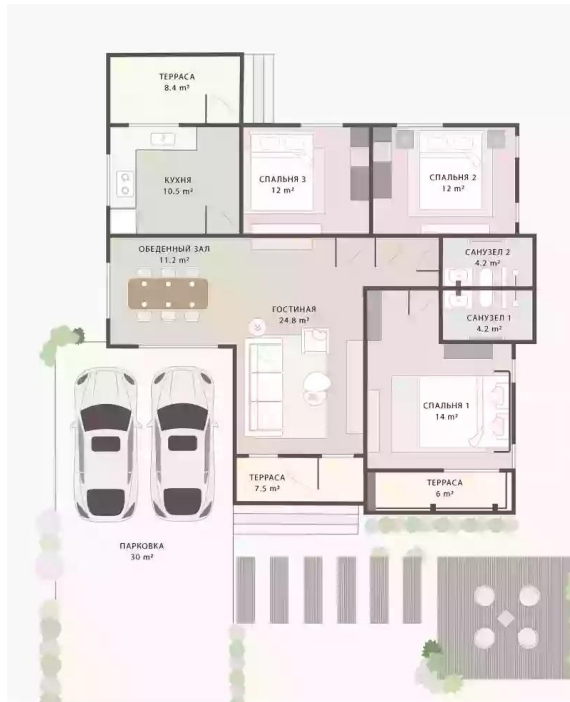 ТЕРРАСА
8.4 m²
КУХНЯ
10.5 m²
СПАЛЬНЯ 3
12 m²
СПАЛЬНЯ 2
12 m²
ОБЕДЕННЫЙ ЗАЛ
11.2 m²
САНУЗЕЛ 2
4.2 m²
ГОСТИНАЯ
24.8 m²
САНУЗЕЛ 1
4.2 m²
СПАЛЬНЯ 1
14 m²
ТЕРРАСА
7.5 m²
ТЕРРАСА
6 m²
ПАРКОВКА
30 m²